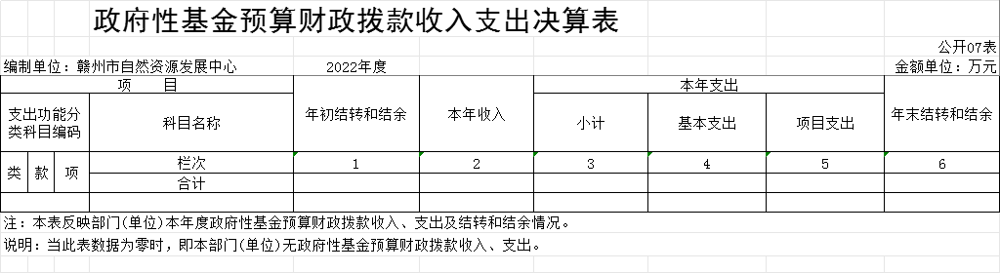 政府性基金预算财政拨款收入支出决算表
公开07表
编制单位：赣州市自然资源发展中心 2022年度 金额单位：万元
项 目 年初结转和结余 本年收入 本年支出 年末结转和结余
支出功能分类科目编码 科目名称 小计 基本支出 项目支出
类 款 项 栏次 1 2 3 4 5 6
合计
注：本表反映部门(单位)本年度政府性基金预算财政拨款收入、支出及结转和结余情况。
说明：当此表数据为零时，即本部门(单位)无政府性基金预算财政拨款收入、支出。